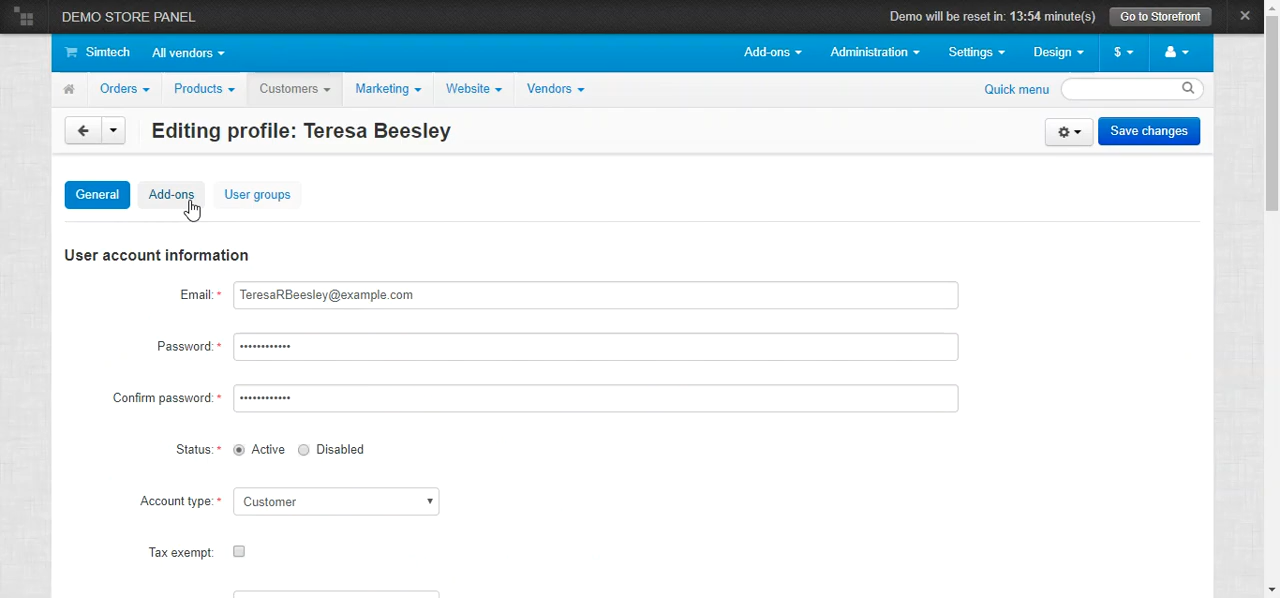 DEMO STORE PANEL
Demo will be reset in: 13:54 minute(s)
Go to Storefront
Simtech
All vendors
Add-ons
Administration
Settings
Design
$
Orders
Products
Customers
Marketing
Website
Vendors
Quick menu
Editing profile: Teresa Beesley
Save changes
General
Add-ons
User groups
User account information
Email: *
TeresaRBeesley@example.com
Password: *
••••••••••••
Confirm password: *
••••••••••••
Status: *
Active
Disabled
Account type: *
Customer
Tax exempt: